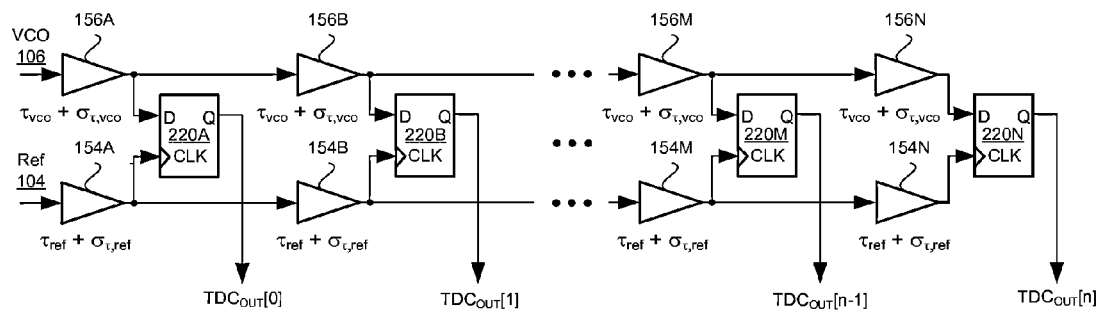 156A 156B 156M 156N
VCO
106
τvco + στ,vco τvco + στ,vco τvco + στ,vco τvco + στ,vco
D Q D Q D Q D Q
220A 220B 220M 220N
CLK CLK CLK CLK
154A 154B 154M 154N
Ref
104
τref + στ,ref τref + στ,ref τref + στ,ref τref + στ,ref
TDCOUT[0] TDCOUT[1] TDCOUT[n-1] TDCOUT[n]